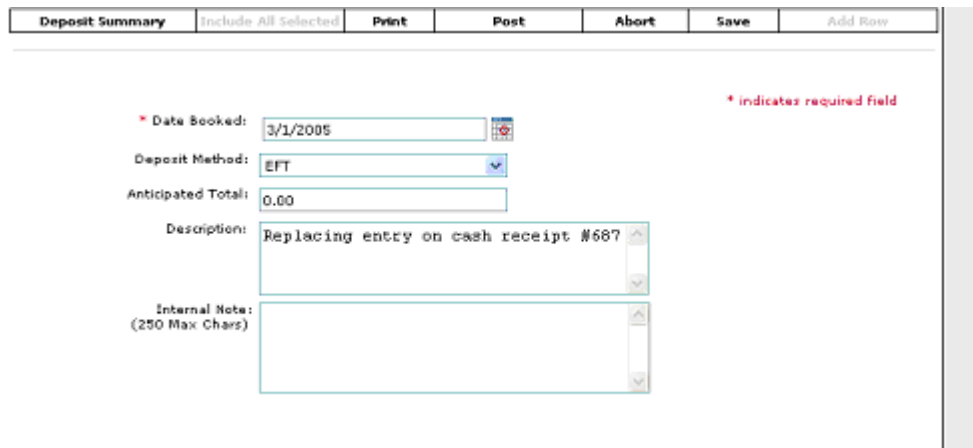 Deposit Summary Include All Selected Print Post Abort Save Add Row
* indicates required field
* Date Booked: 3/1/2005
Deposit Method: EFT
Anticipated Total: 0.00
Description: Replacing entry on cash receipt #687
Internal Note:
(250 Max Chars)